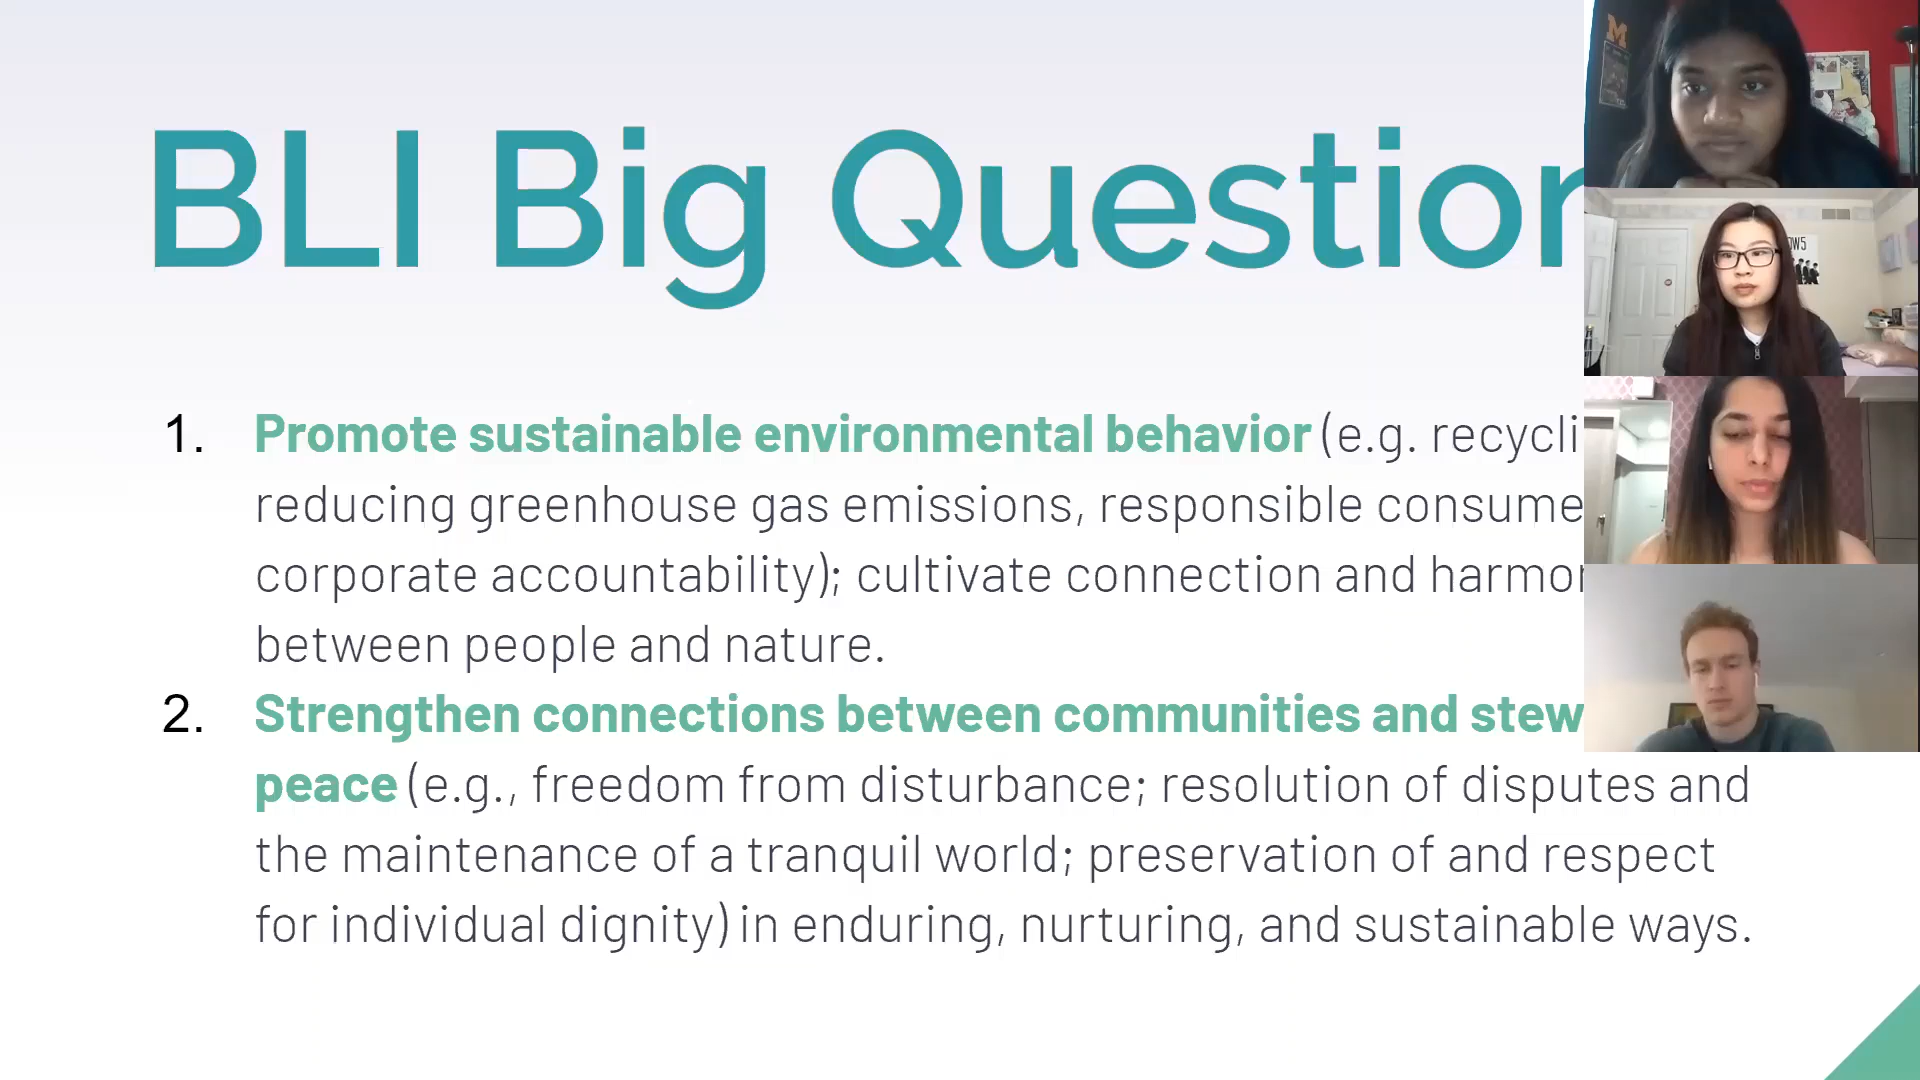 BLI Big Question
1. Promote sustainable environmental behavior (e.g. recycli
reducing greenhouse gas emissions, responsible consume
corporate accountability); cultivate connection and harmon
between people and nature.
2. Strengthen connections between communities and stew
peace (e.g., freedom from disturbance; resolution of disputes and
the maintenance of a tranquil world; preservation of and respect
for individual dignity) in enduring, nurturing, and sustainable ways.
M